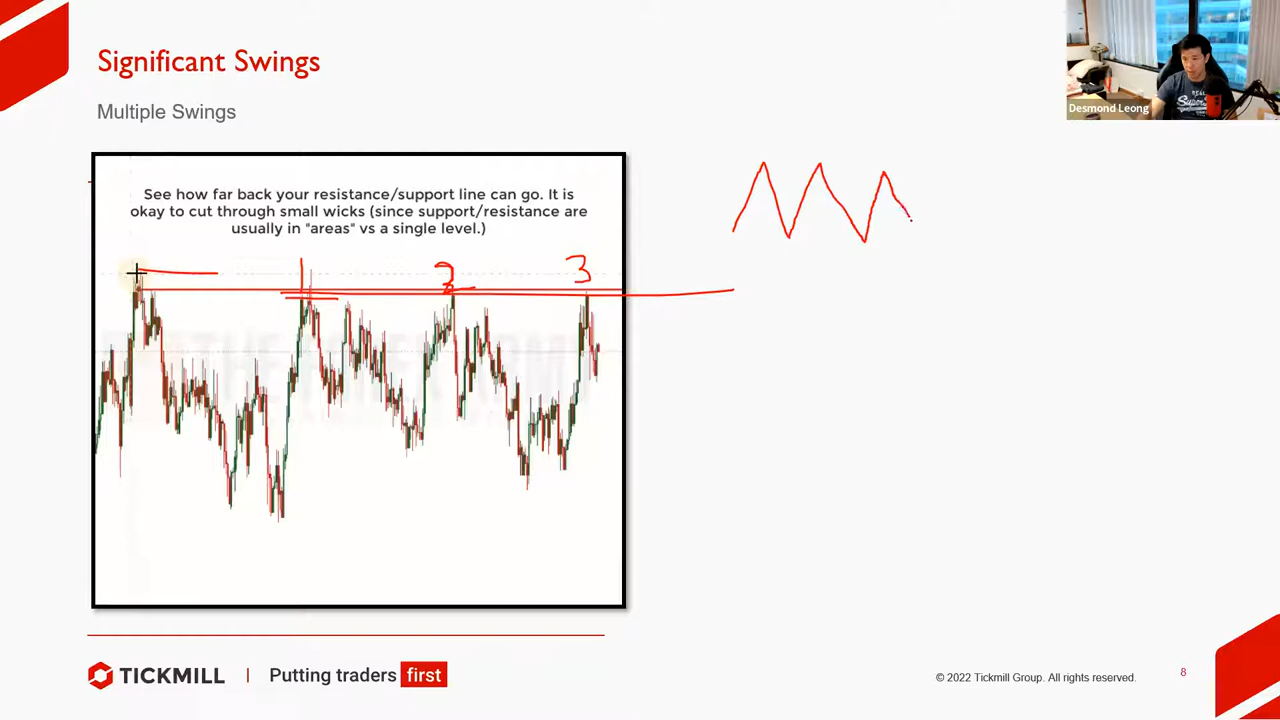 Significant Swings
Multiple Swings
Desmond Leong
See how far back your resistance/support line can go. It is
okay to cut through small wicks (since support/resistance are
usually in "areas" vs a single level.)
1 2 3
TICKMILL | Putting traders first
© 2022 Tickmill Group. All rights reserved.
8